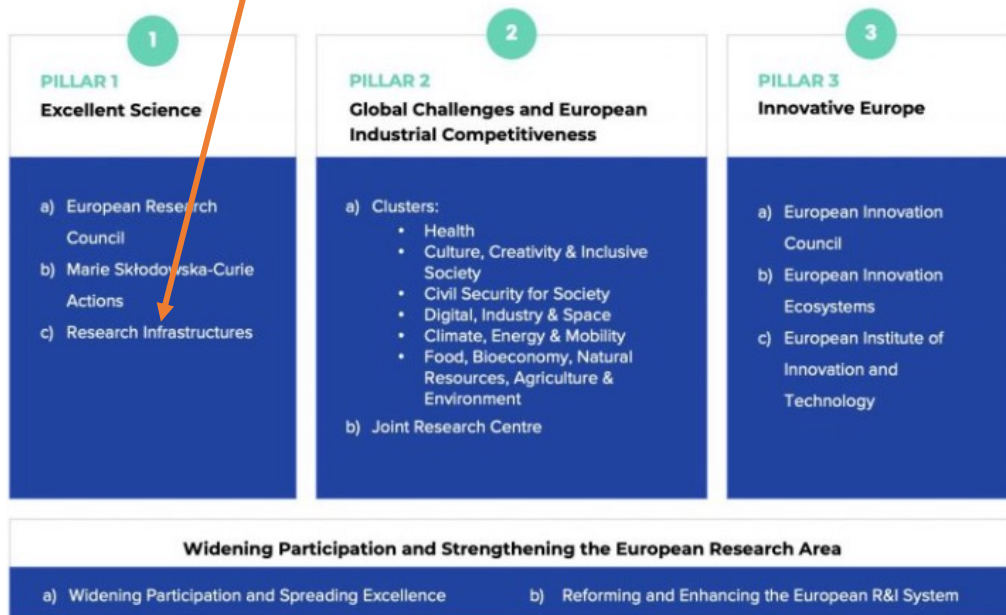 1
PILLAR 1
Excellent Science
a) European Research
Council
b) Marie Skłodowska-Curie
Actions
c) Research Infrastructures
2
PILLAR 2
Global Challenges and European
Industrial Competitiveness
a) Clusters:
• Health
• Culture, Creativity & Inclusive
Society
• Civil Security for Society
• Digital, Industry & Space
• Climate, Energy & Mobility
• Food, Bioeconomy, Natural
Resources, Agriculture &
Environment
b) Joint Research Centre
3
PILLAR 3
Innovative Europe
a) European Innovation
Council
b) European Innovation
Ecosystems
c) European Institute of
Innovation and
Technology
Widening Participation and Strengthening the European Research Area
a) Widening Participation and Spreading Excellence
b) Reforming and Enhancing the European R&I System